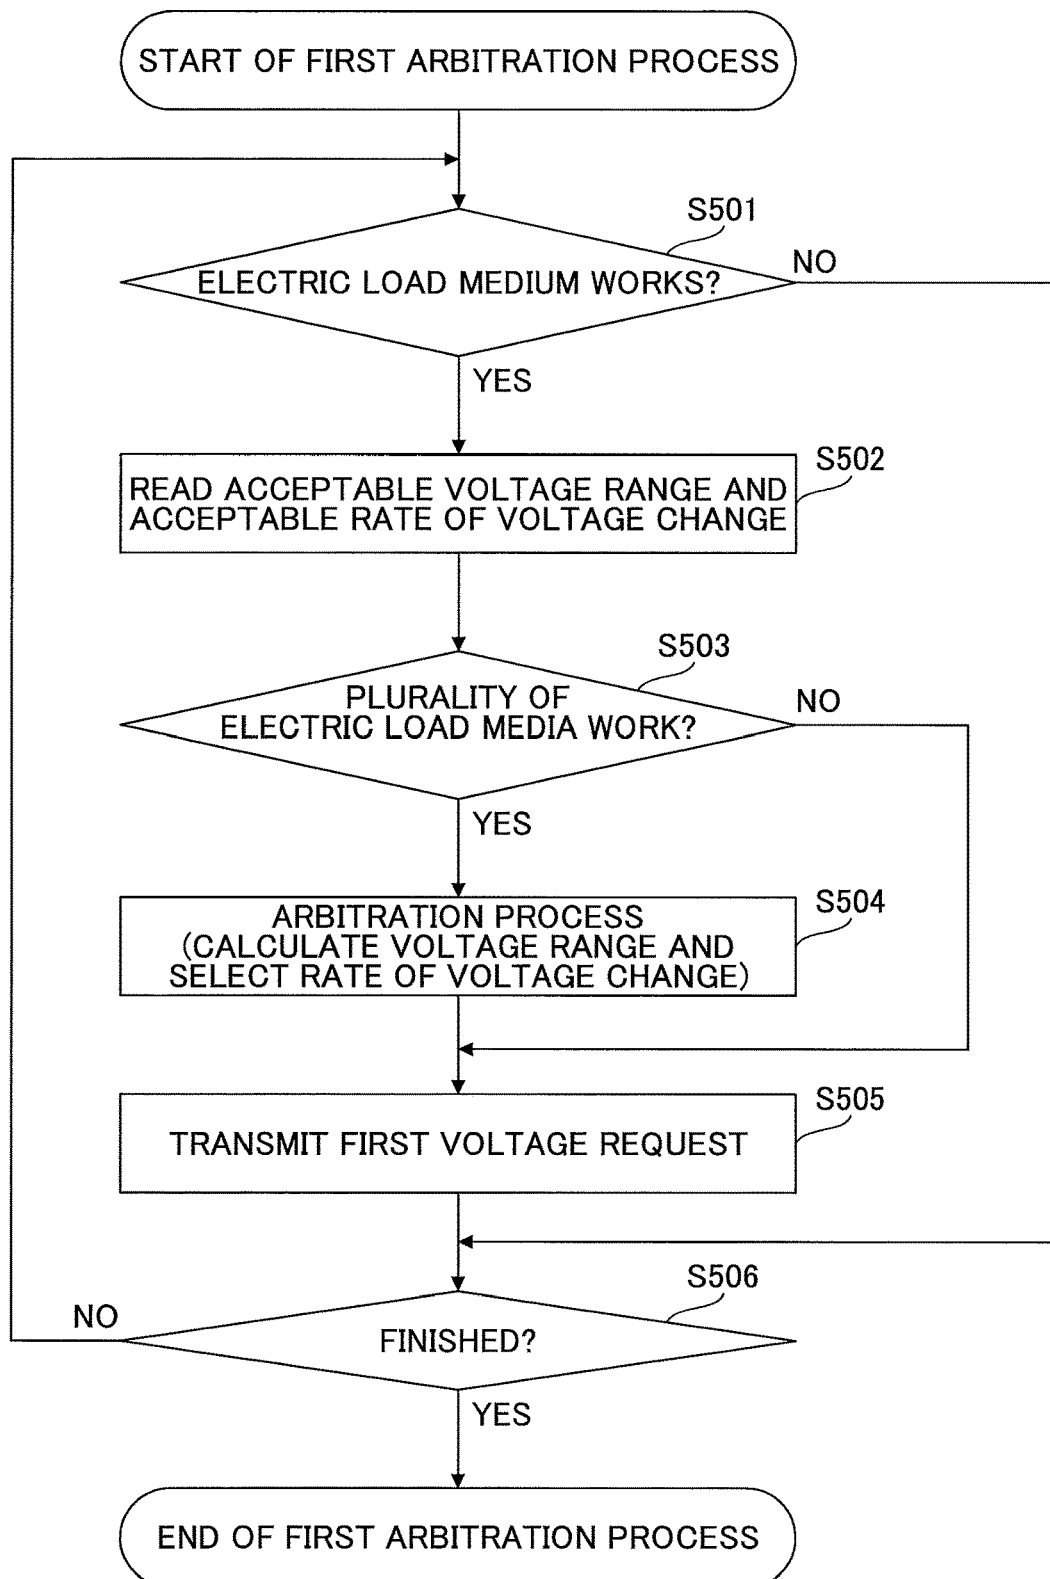 START OF FIRST ARBITRATION PROCESS
S501
ELECTRIC LOAD MEDIUM WORKS?
NO
YES
S502
READ ACCEPTABLE VOLTAGE RANGE AND
ACCEPTABLE RATE OF VOLTAGE CHANGE
S503
PLURALITY OF
ELECTRIC LOAD MEDIA WORK?
NO
YES
S504
ARBITRATION PROCESS
(CALCULATE VOLTAGE RANGE AND
SELECT RATE OF VOLTAGE CHANGE)
S505
TRANSMIT FIRST VOLTAGE REQUEST
S506
NO
FINISHED?
YES
END OF FIRST ARBITRATION PROCESS